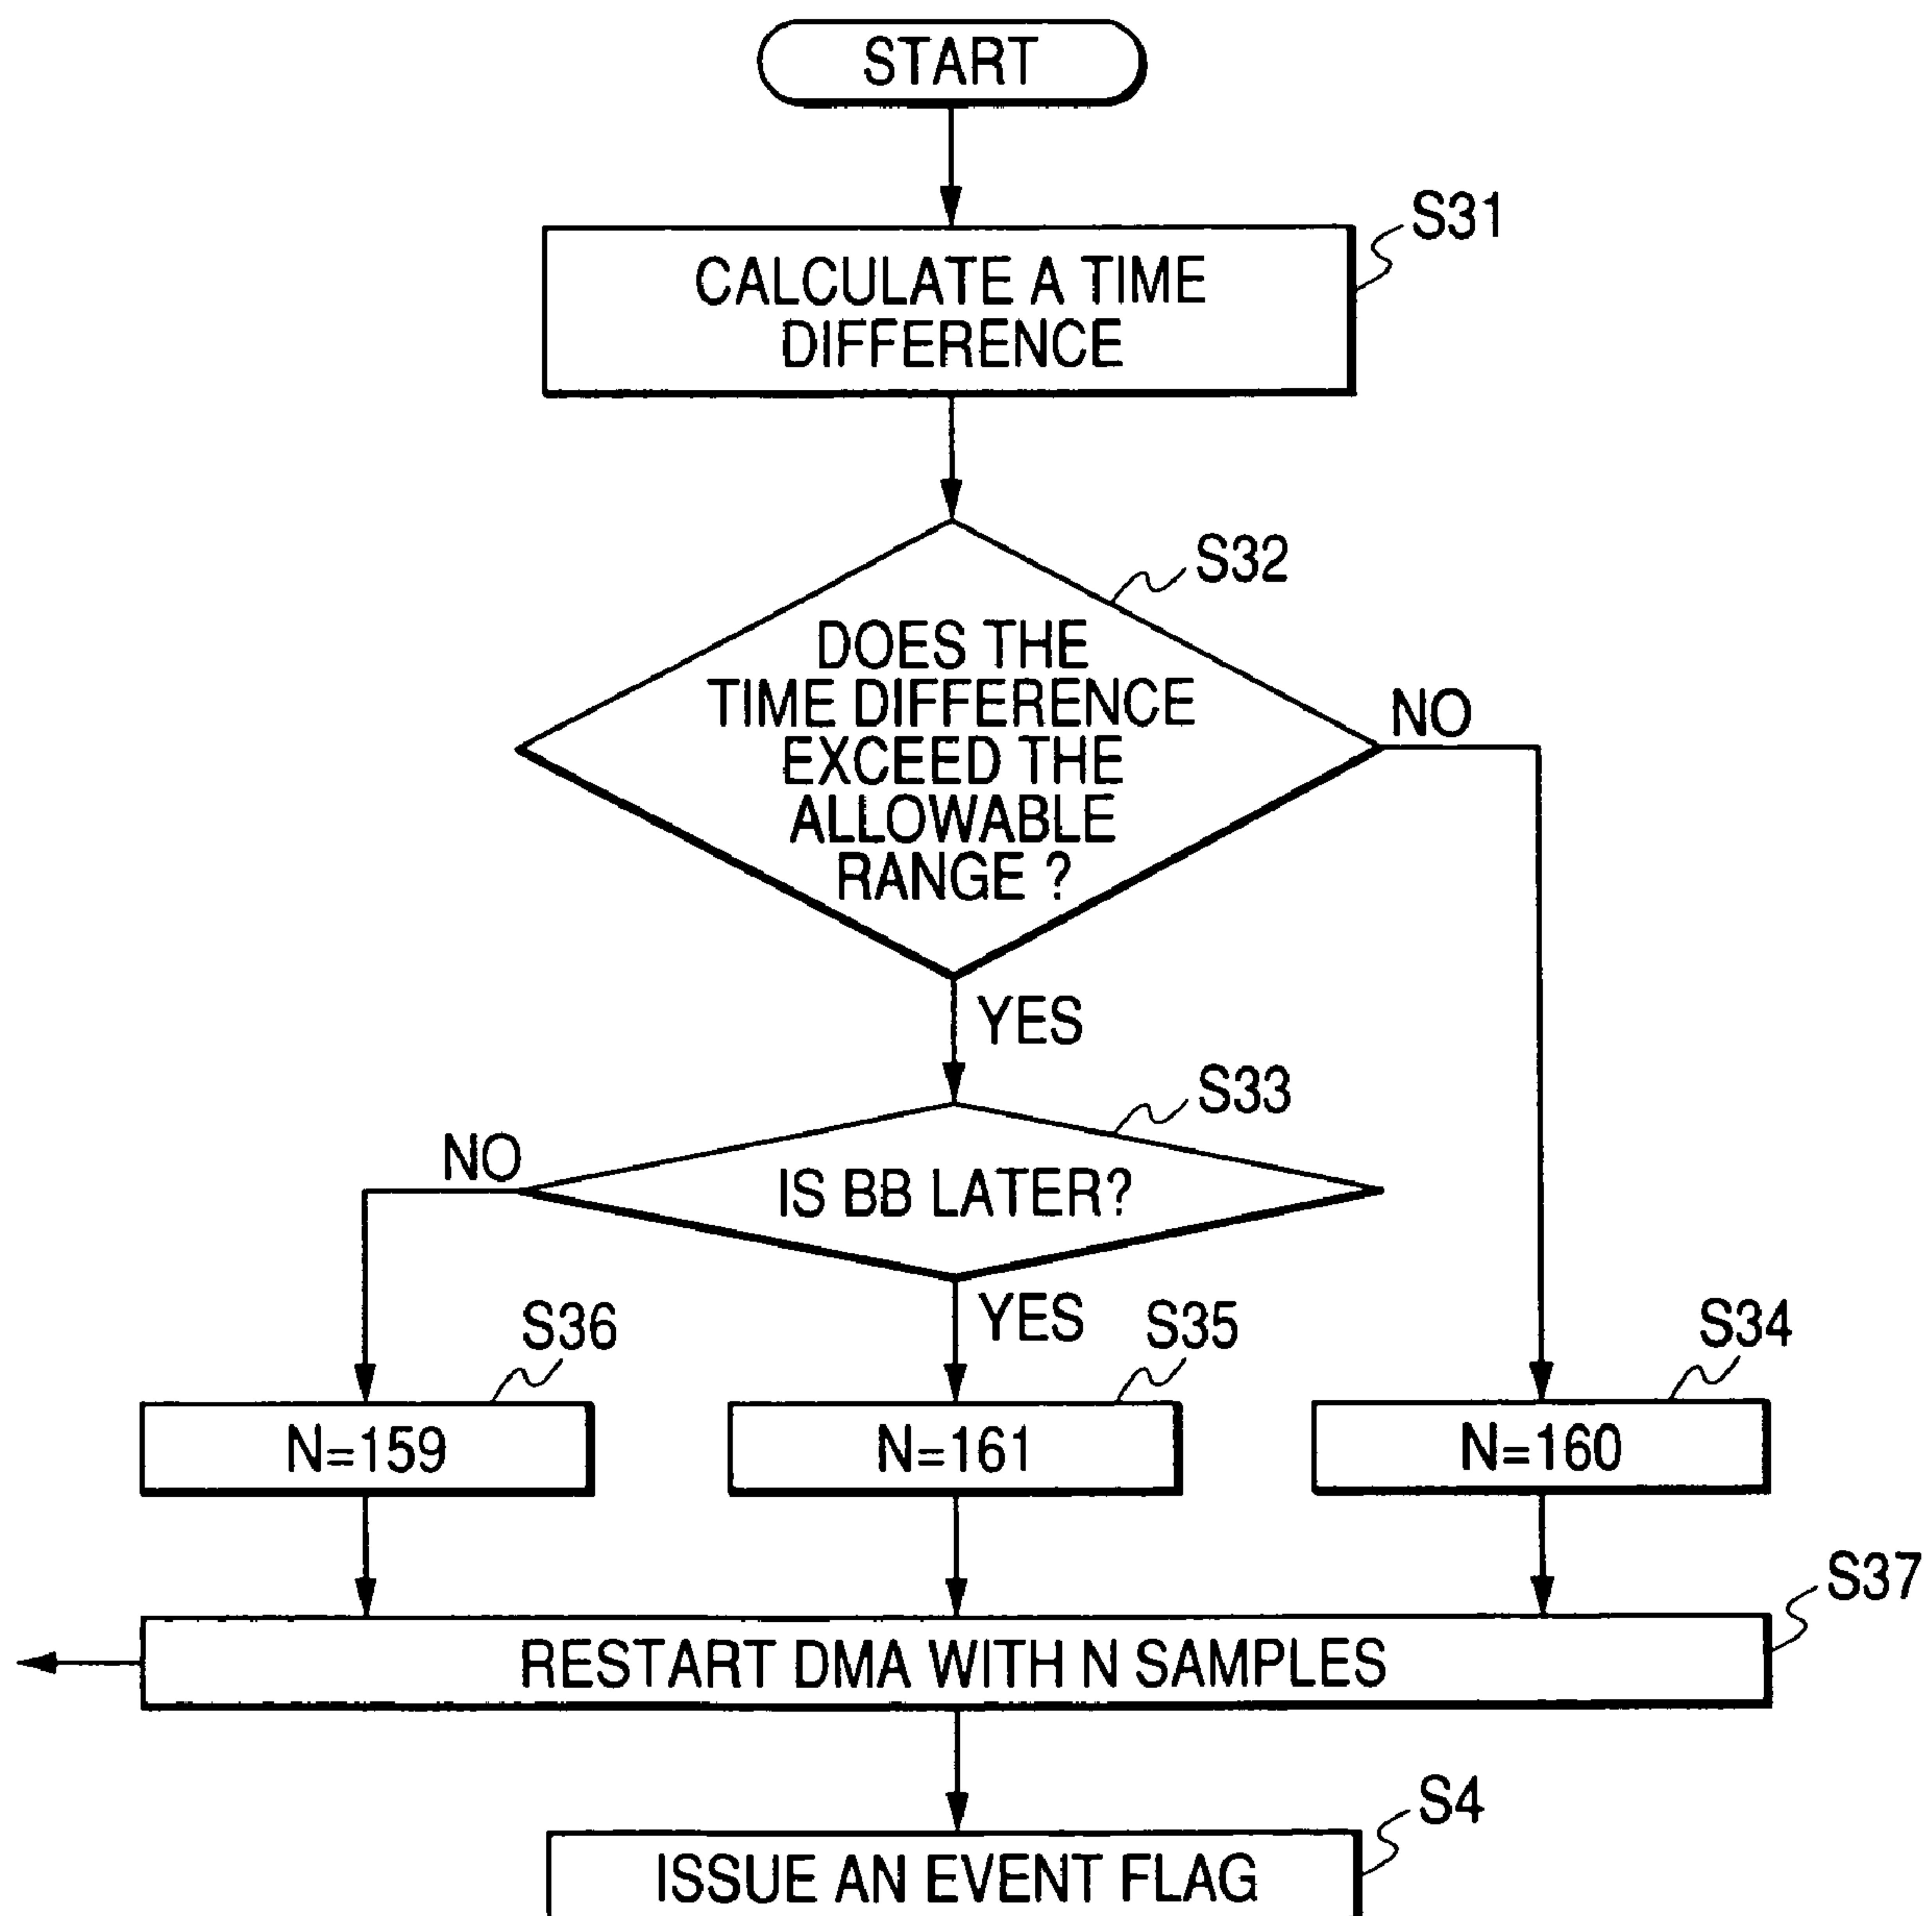 START
S31
CALCULATE A TIME
DIFFERENCE
S32
DOES THE
TIME DIFFERENCE
EXCEED THE
ALLOWABLE
RANGE ?
NO
YES
S33
NO
IS BB LATER?
YES
S36
S35
S34
N=159
N=161
N=160
S37
RESTART DMA WITH N SAMPLES
S4
ISSUE AN EVENT FLAG